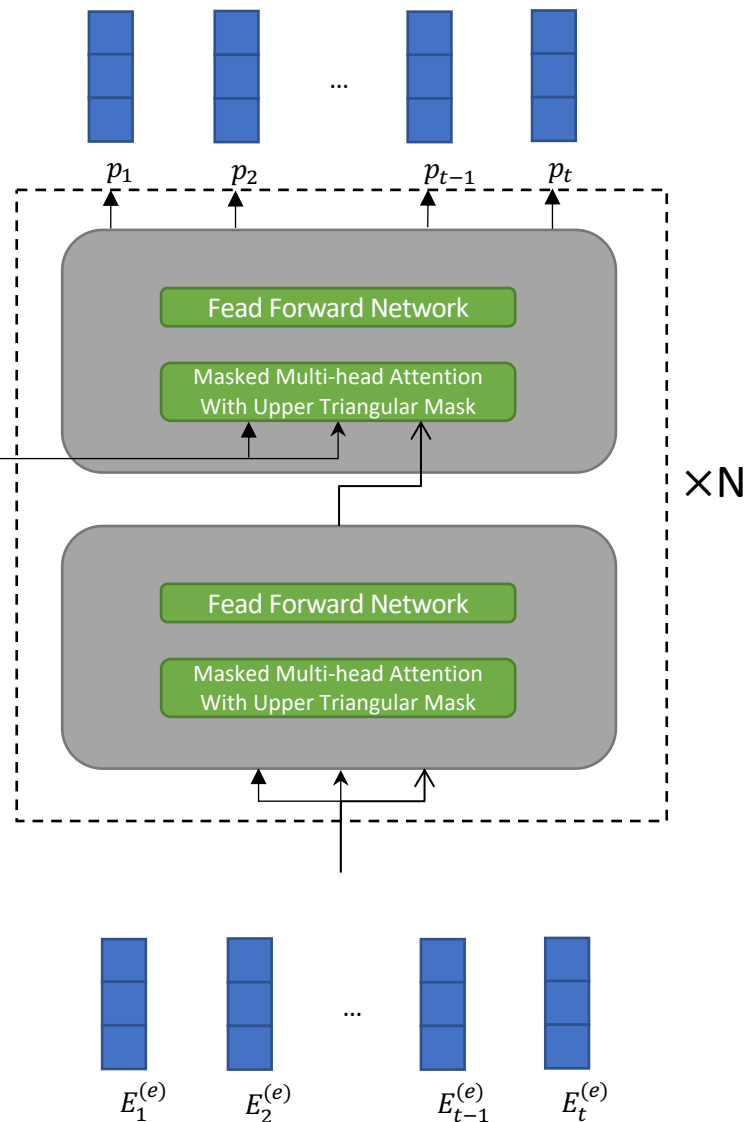 ...
p₁ p₂ pₜ₋₁ pₜ
Fead Forward Network
Masked Multi-head Attention
With Upper Triangular Mask
×N
Fead Forward Network
Masked Multi-head Attention
With Upper Triangular Mask
...
E₁⁽ᵉ⁾ E₂⁽ᵉ⁾ Eₜ₋₁⁽ᵉ⁾ Eₜ⁽ᵉ⁾